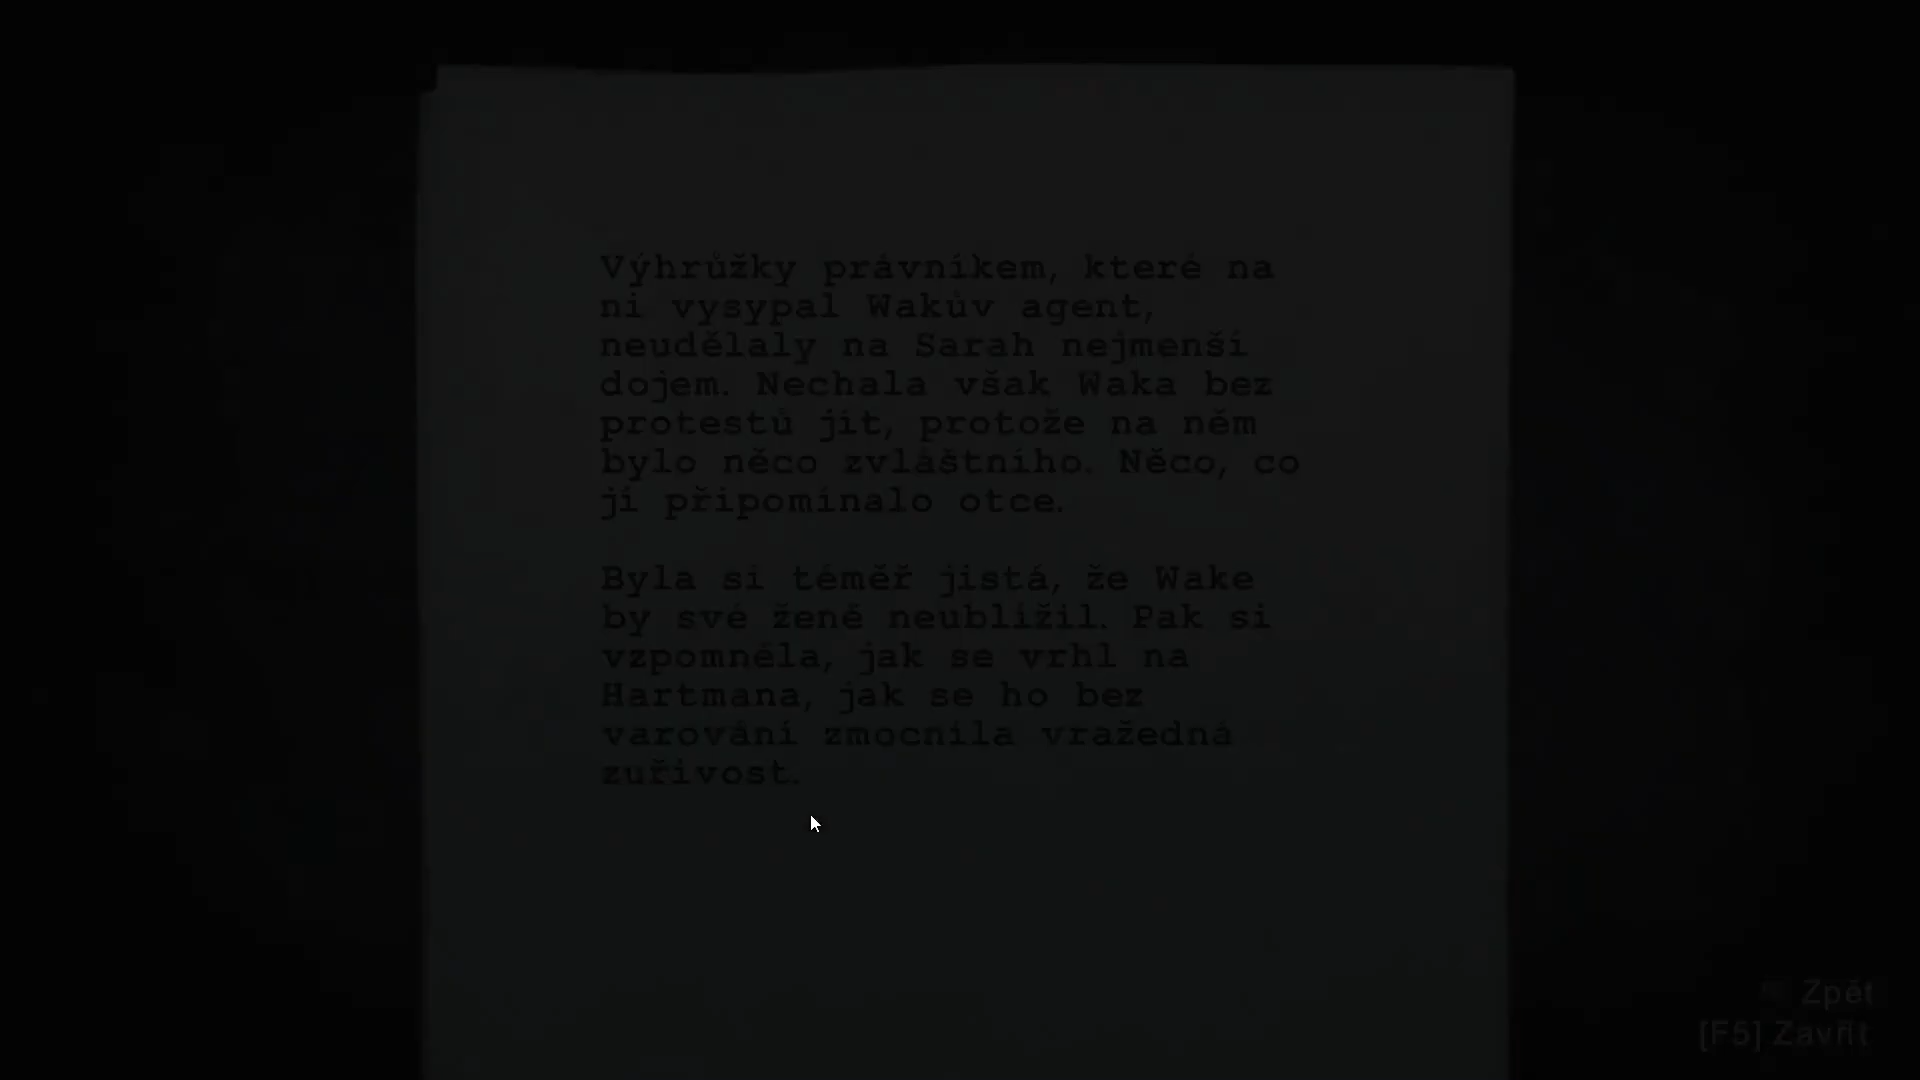 Výhrůžky právníkem, které na
ni vysypal Wakův agent,
neudělaly na Sarah nejmenší
dojem. Nechala však Waka bez
protestů jít, protože na něm
bylo něco zvláštního. Něco, co
jí připomínalo otce.
Byla si téměř jistá, že Wake
by své ženě neublížil. Pak si
vzpomněla, jak se vrhl na
Hartmana, jak se ho bez
varování zmocnila vražedná
zuřivost.
Zpět
[F5] Zavřít